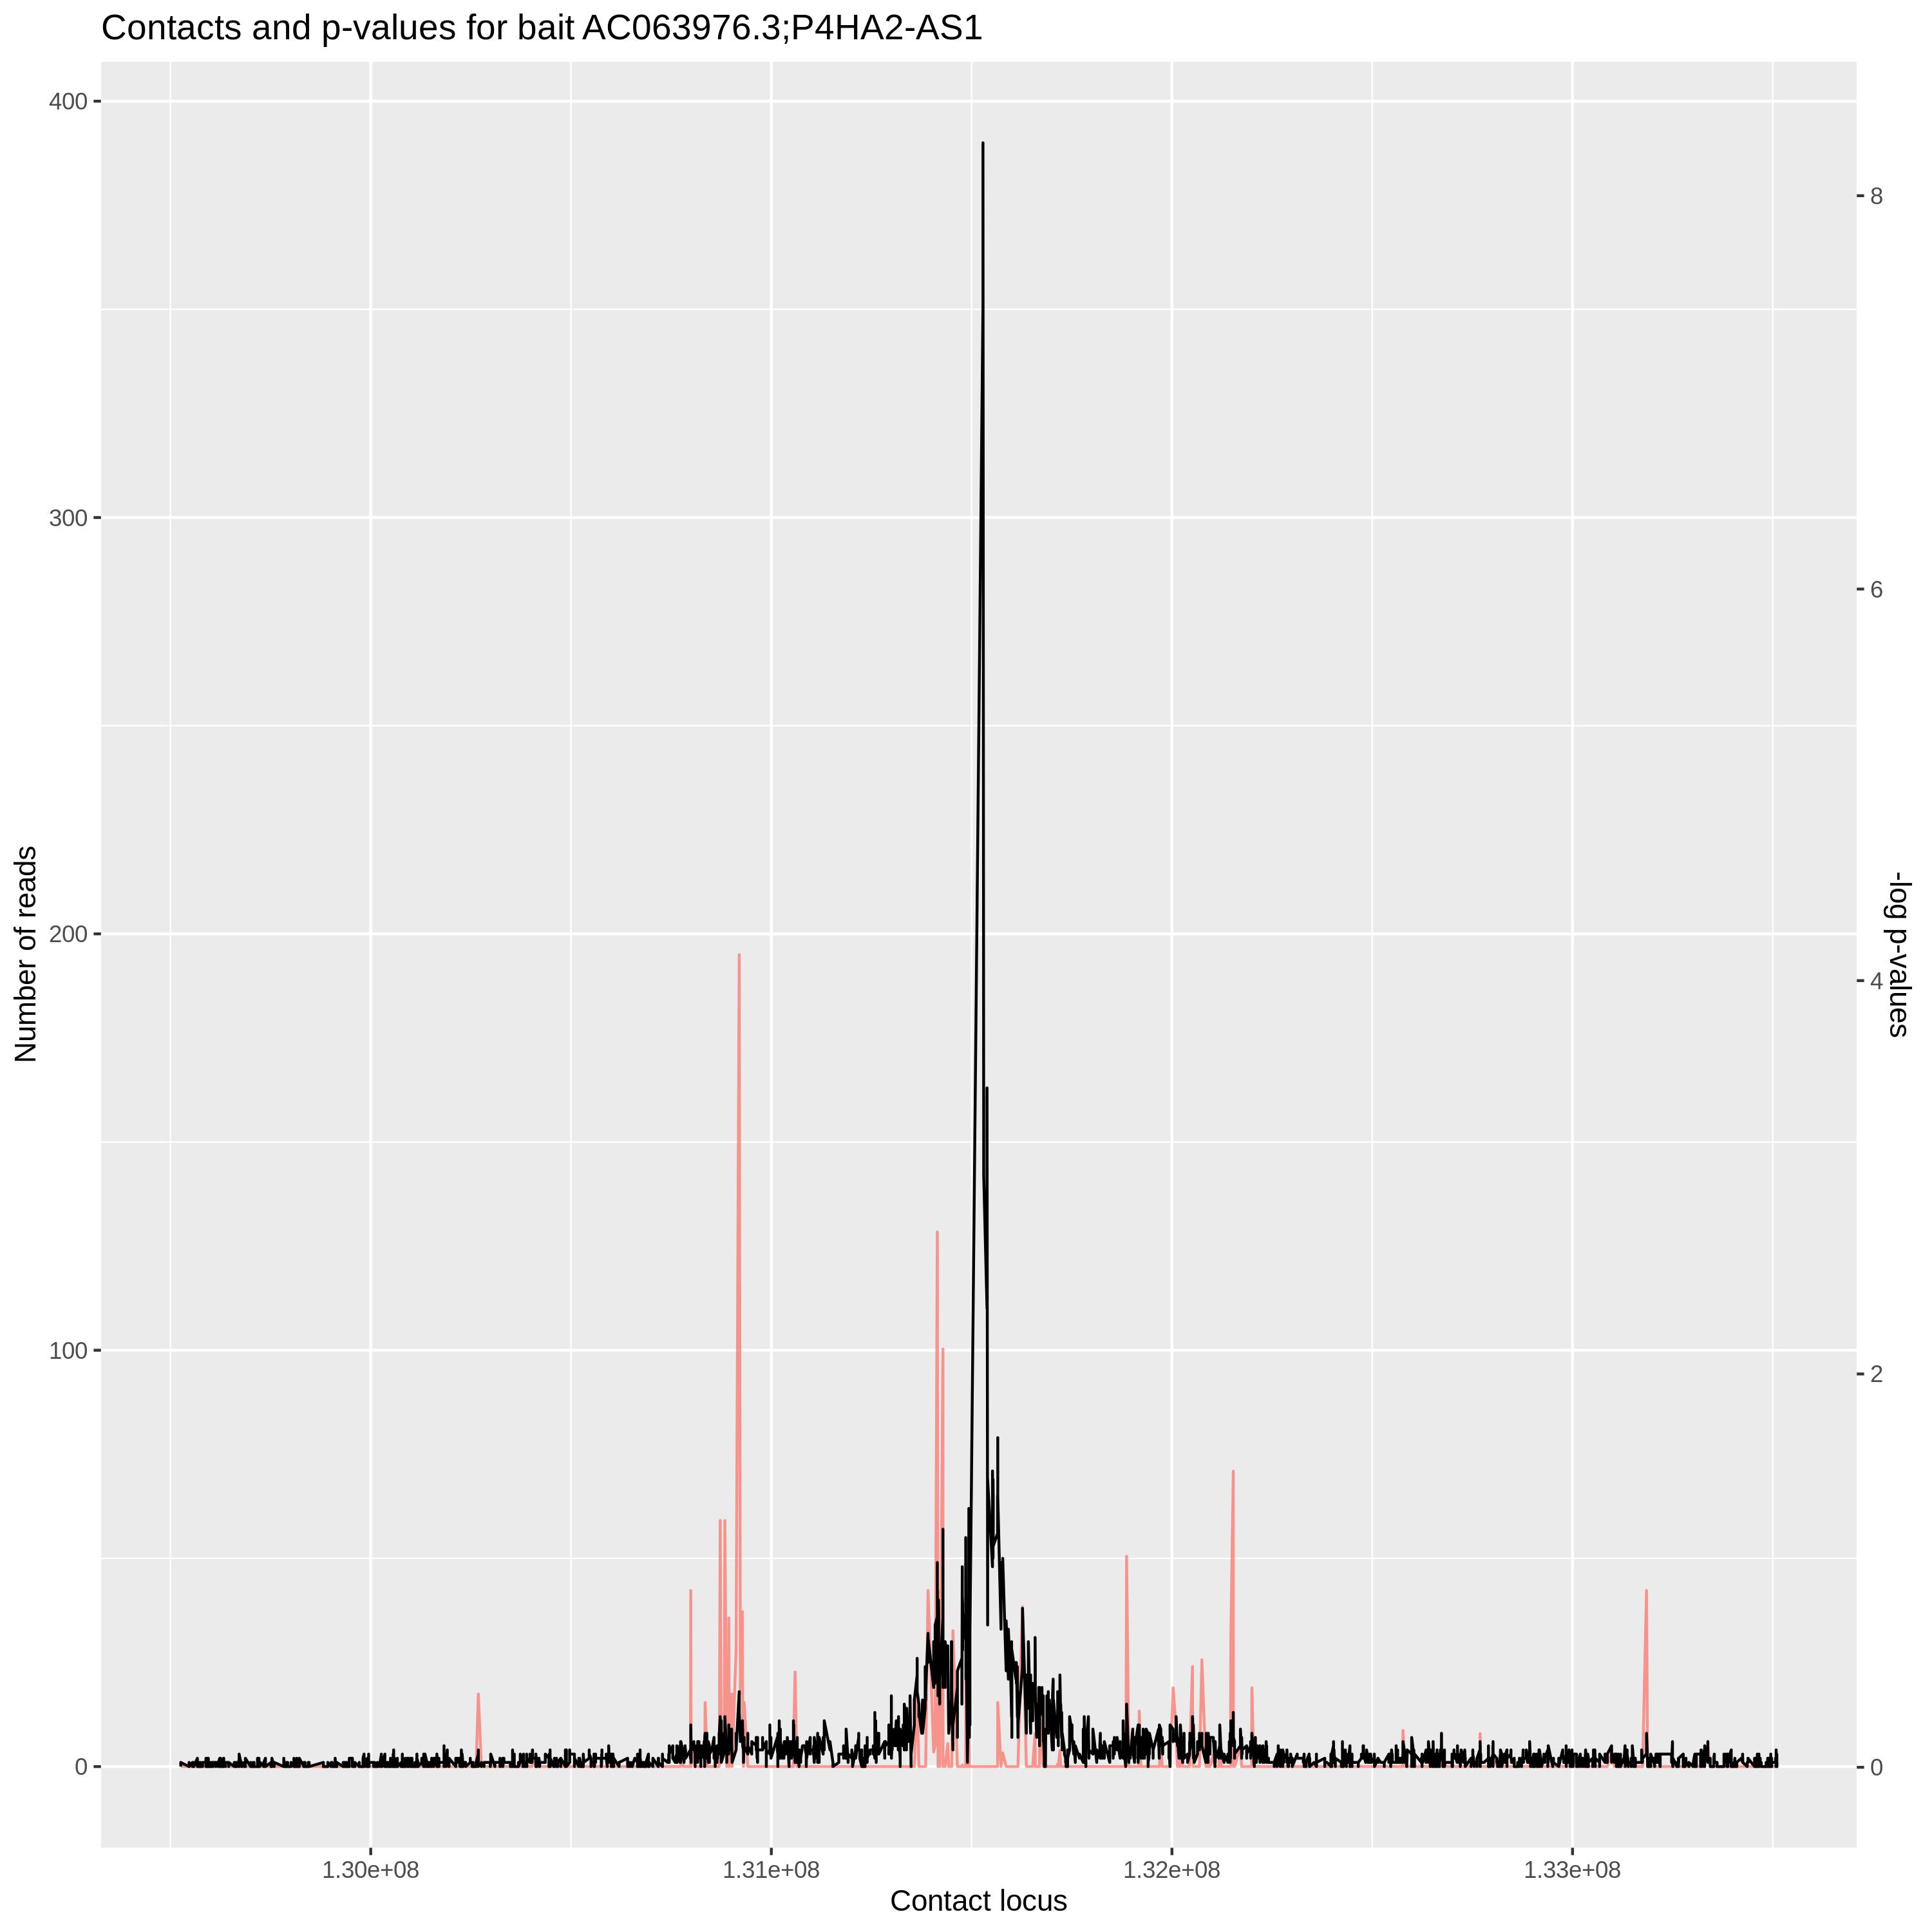 Contacts and p-values for bait AC063976.3;P4HA2-AS1
400
300
200
100
0
Number of reads
8
6
4
2
0
-log p-values
1.30e+08
1.31e+08
1.32e+08
1.33e+08
Contact locus